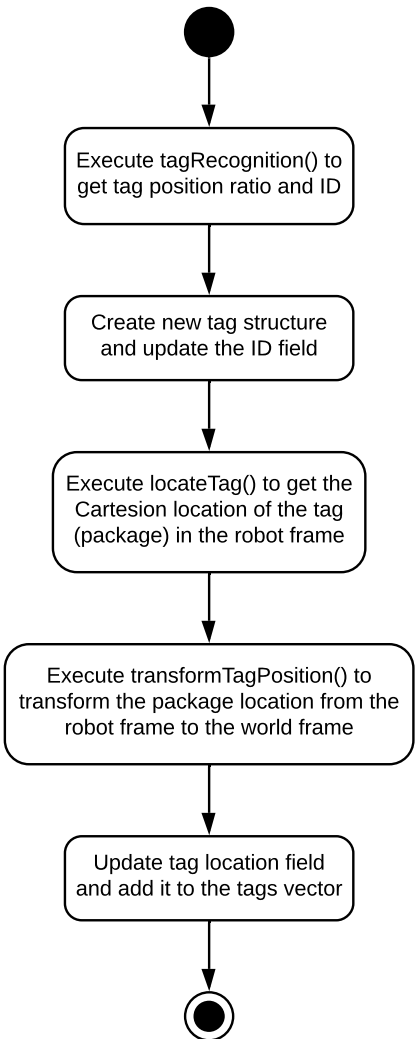 Execute tagRecognition() to
get tag position ratio and ID
Create new tag structure
and update the ID field
Execute locateTag() to get the
Cartesion location of the tag
(package) in the robot frame
Execute transformTagPosition() to
transform the package location from the
robot frame to the world frame
Update tag location field
and add it to the tags vector